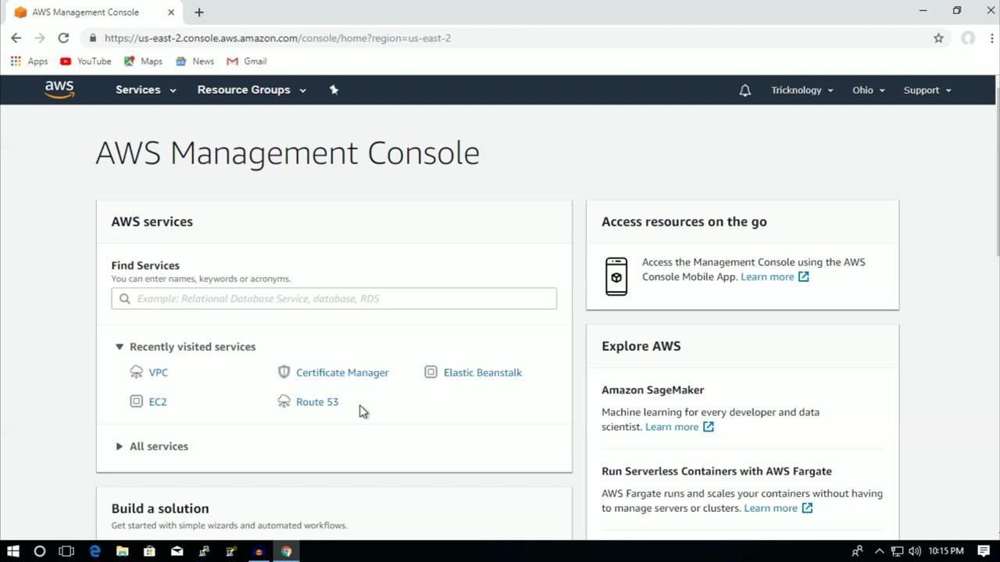 AWS Management Console
https://us-east-2.console.aws.amazon.com/console/home?region=us-east-2
Apps YouTube Maps News Gmail
aws Services Resource Groups Tricknology Ohio Support
AWS Management Console
AWS services
Find Services
You can enter names, keywords or acronyms.
Example: Relational Database Service, database, RDS
Recently visited services
VPC Certificate Manager Elastic Beanstalk
EC2 Route 53
All services
Build a solution
Get started with simple wizards and automated workflows.
Access resources on the go
Access the Management Console using the AWS
Console Mobile App. Learn more
Explore AWS
Amazon SageMaker
Machine learning for every developer and data
scientist. Learn more
Run Serverless Containers with AWS Fargate
AWS Fargate runs and scales your containers without having
to manage servers or clusters. Learn more
10:15 PM